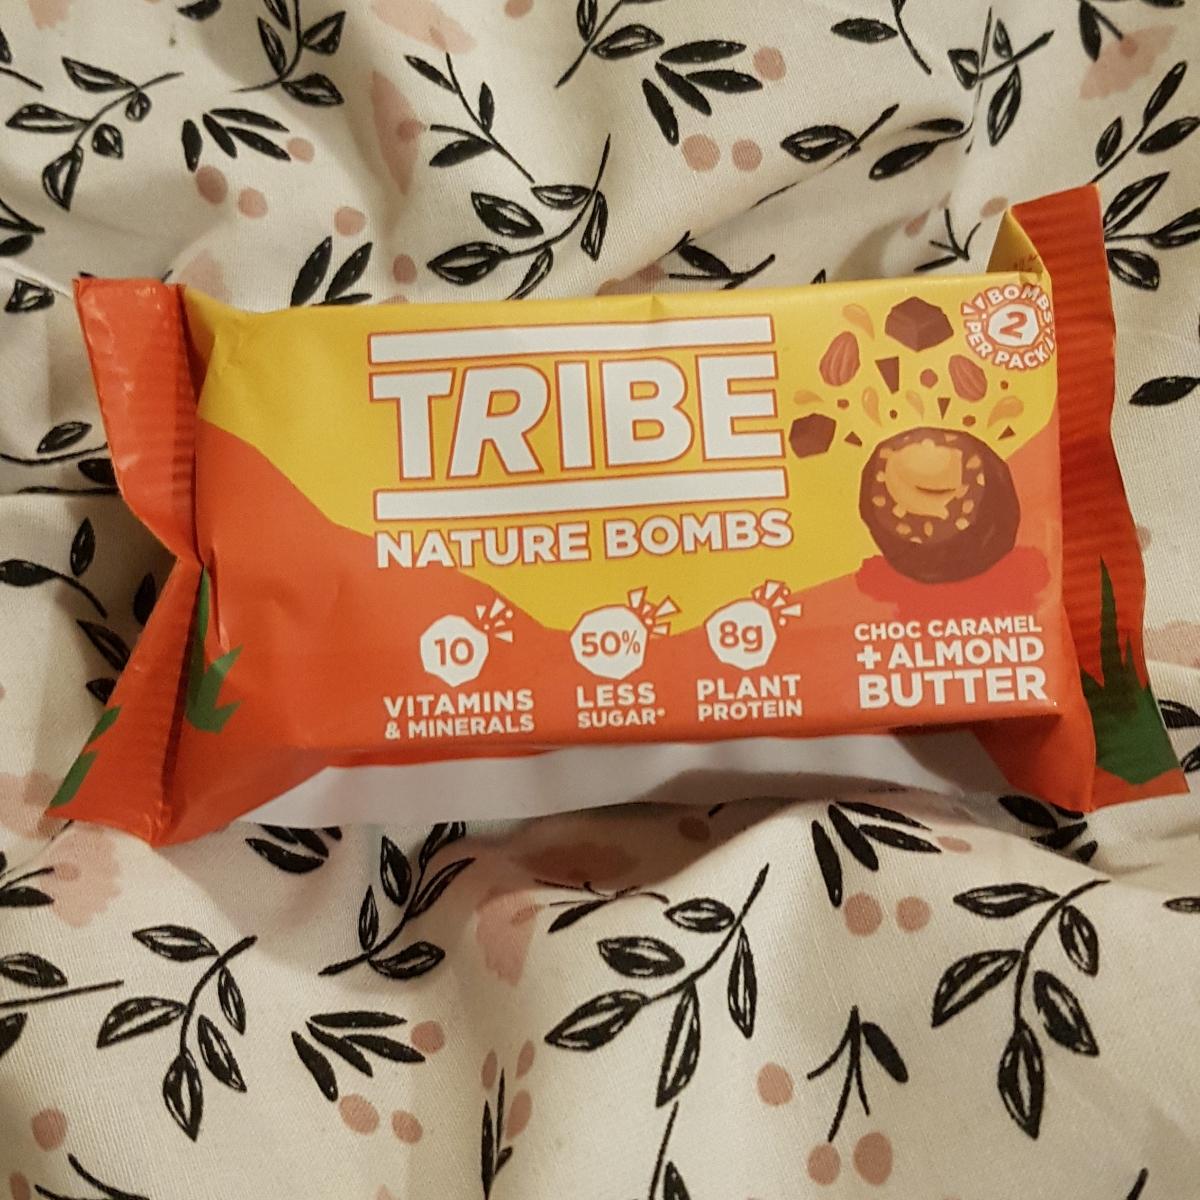 TRIBE
NATURE BOMBS
BOMBS
2
PER PACK
10
VITAMINS
& MINERALS
50%
LESS
SUGAR*
8g
PLANT
PROTEIN
CHOC CARAMEL
+ ALMOND
BUTTER